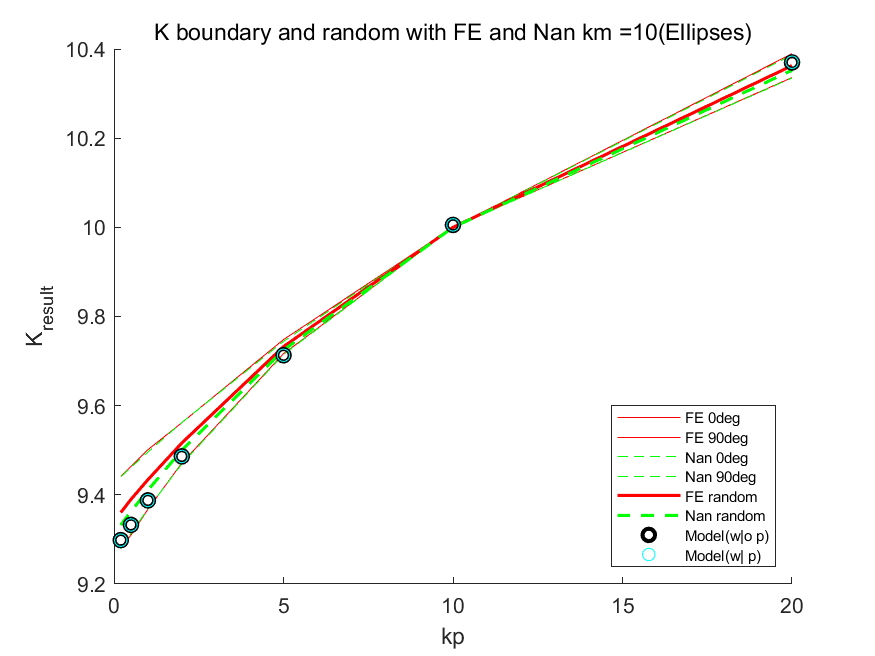 K boundary and random with FE and Nan km =10(Ellipses)
10.4
10.2
10
9.8
9.6
9.4
9.2
K_result
0
5
10
15
20
kp
FE 0deg
FE 90deg
Nan 0deg
Nan 90deg
FE random
Nan random
Model(w|o p)
Model(w| p)